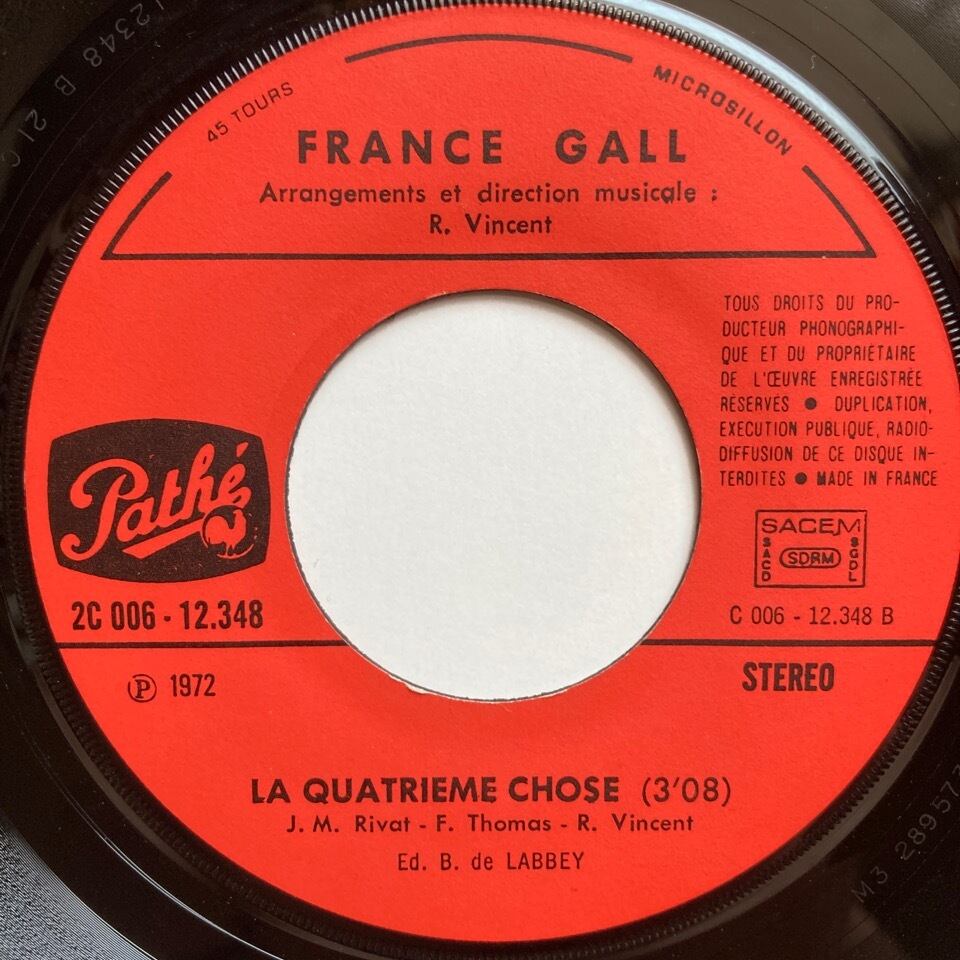 45 TOURS
MICROSILLON
FRANCE GALL
Arrangements et direction musicale :
R. Vincent
TOUS DROITS DU PRO-
DUCTEUR PHONOGRAPHI-
QUE ET DU PROPRIÉTAIRE
DE L'ŒUVRE ENREGISTRÉE
RÉSERVÉS ● DUPLICATION,
EXECUTION PUBLIQUE, RADIO-
DIFFUSION DE CE DISQUE IN-
TERDITES ● MADE IN FRANCE
Pathé
SACEM
SACD
SDRM
SGDL
2C 006 - 12.348
C 006 - 12.348 B
℗ 1972
STEREO
LA QUATRIEME CHOSE (3'08)
J. M. Rivat - F. Thomas - R. Vincent
Ed. B. de LABBEY
M3 289573